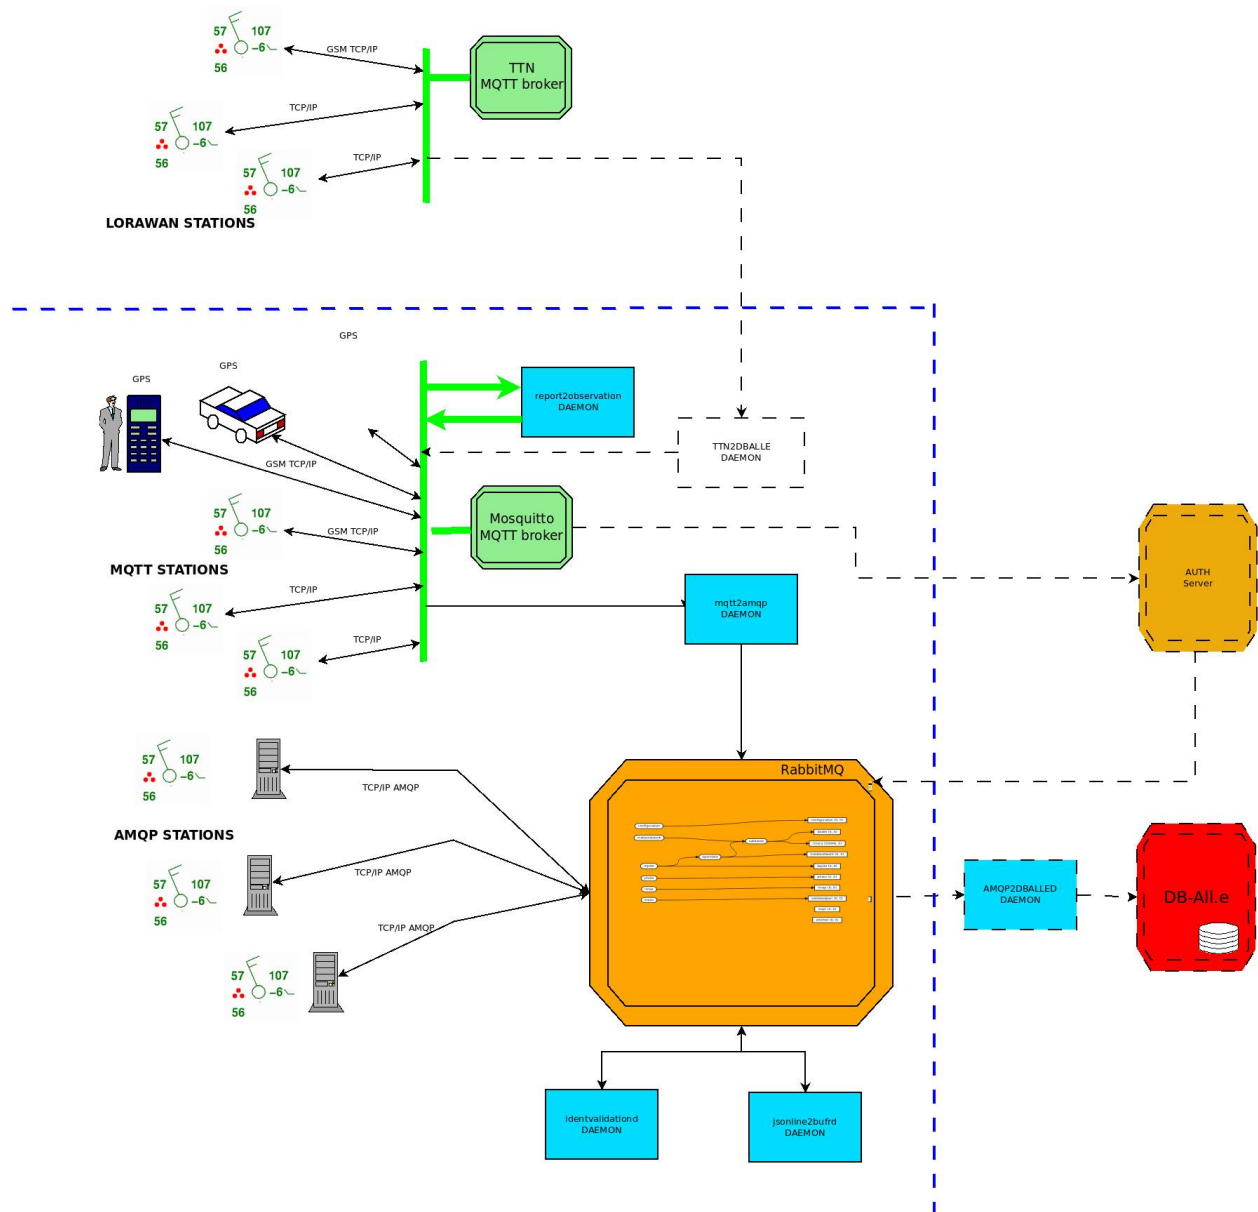 57 107
-6
56
GSM TCP/IP
TTN
MQTT broker
57 107
-6
56
TCP/IP
57 107
-6
56
TCP/IP
LORAWAN STATIONS
GPS
GPS
GPS
report2observation
DAEMON
TTN2DBALLE
DAEMON
GSM TCP/IP
57 107
-6
56
GSM TCP/IP
Mosquitto
MQTT broker
AUTH
Server
MQTT STATIONS
57 107
-6
56
TCP/IP
mqtt2amqp
DAEMON
57 107
-6
56
TCP/IP
57 107
-6
56
TCP/IP AMQP
RabbitMQ
AMQP STATIONS
57 107
-6
56
TCP/IP AMQP
AMQP2DBALLED
DAEMON
DB-All.e
57 107
-6
56
TCP/IP AMQP
identvalidationd
DAEMON
jsonline2bufrd
DAEMON